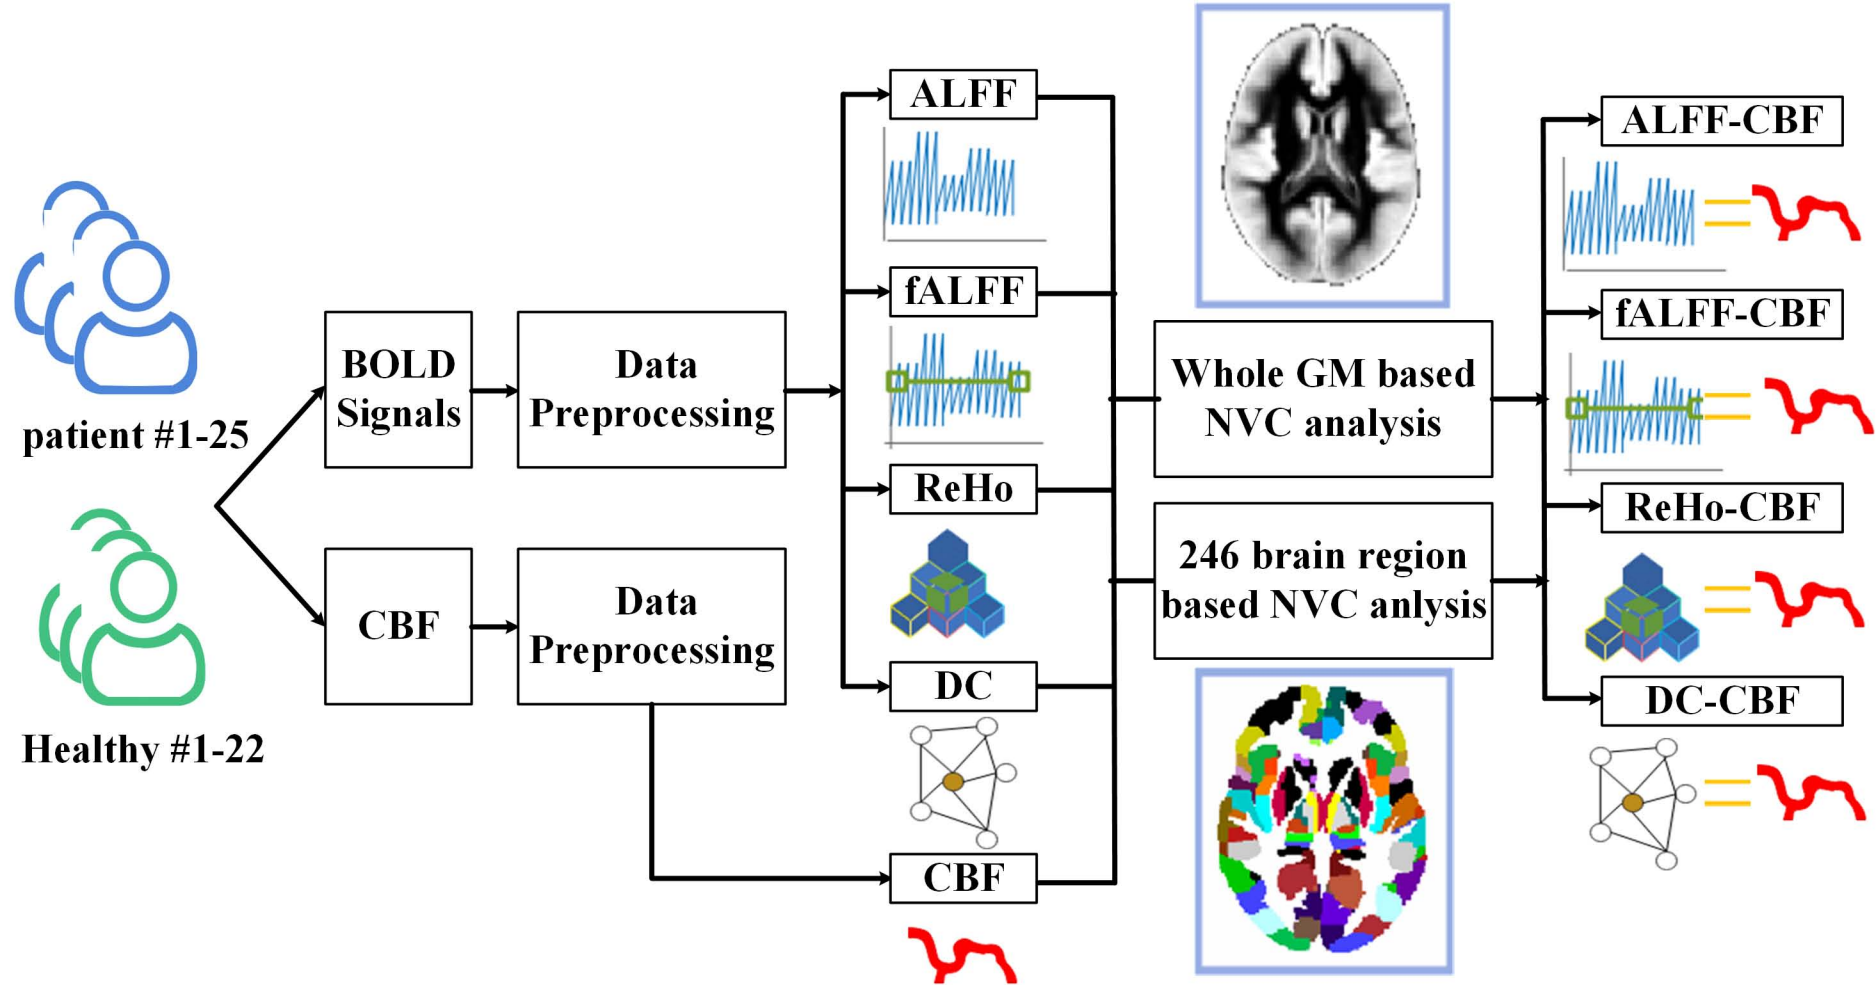 patient #1-25
Healthy #1-22
BOLD
Signals
Data
Preprocessing
CBF
Data
Preprocessing
ALFF
fALFF
ReHo
DC
CBF
Whole GM based
NVC analysis
246 brain region
based NVC anlysis
ALFF-CBF
fALFF-CBF
ReHo-CBF
DC-CBF